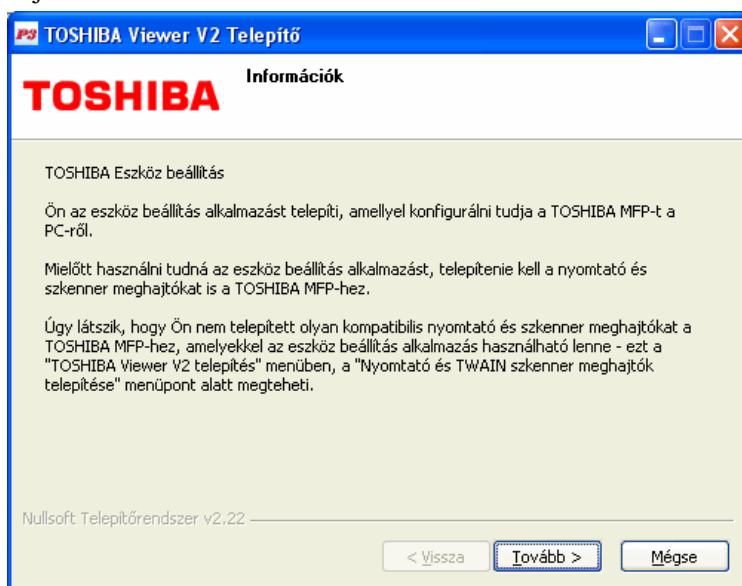 TOSHIBA Viewer V2 Telepítő
TOSHIBA
Információk
TOSHIBA Eszköz beállítás
Ön az eszköz beállítás alkalmazást telepíti, amellyel konfigurálni tudja a TOSHIBA MFP-t a
PC-ről.
Mielőtt használni tudná az eszköz beállítás alkalmazást, telepítenie kell a nyomtató és
szkenner meghajtókat is a TOSHIBA MFP-hez.
Úgy látszik, hogy Ön nem telepített olyan kompatibilis nyomtató és szkenner meghajtókat a
TOSHIBA MFP-hez, amelyekkel az eszköz beállítás alkalmazás használható lenne - ezt a
"TOSHIBA Viewer V2 telepítés" menüben, a "Nyomtató és TWAIN szkenner meghajtók
telepítése" menüpont alatt megteheti.
Nullsoft Telepítőrendszer v2.22
< Vissza Tovább > Mégse